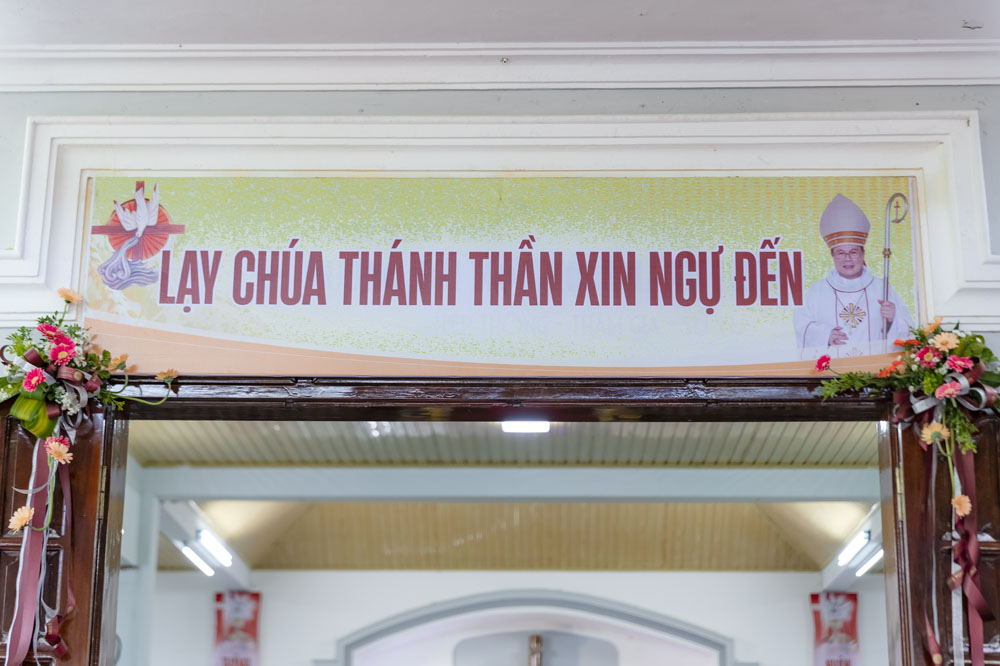 LẠY CHÚA THÁNH THẦN XIN NGỰ ĐẾN